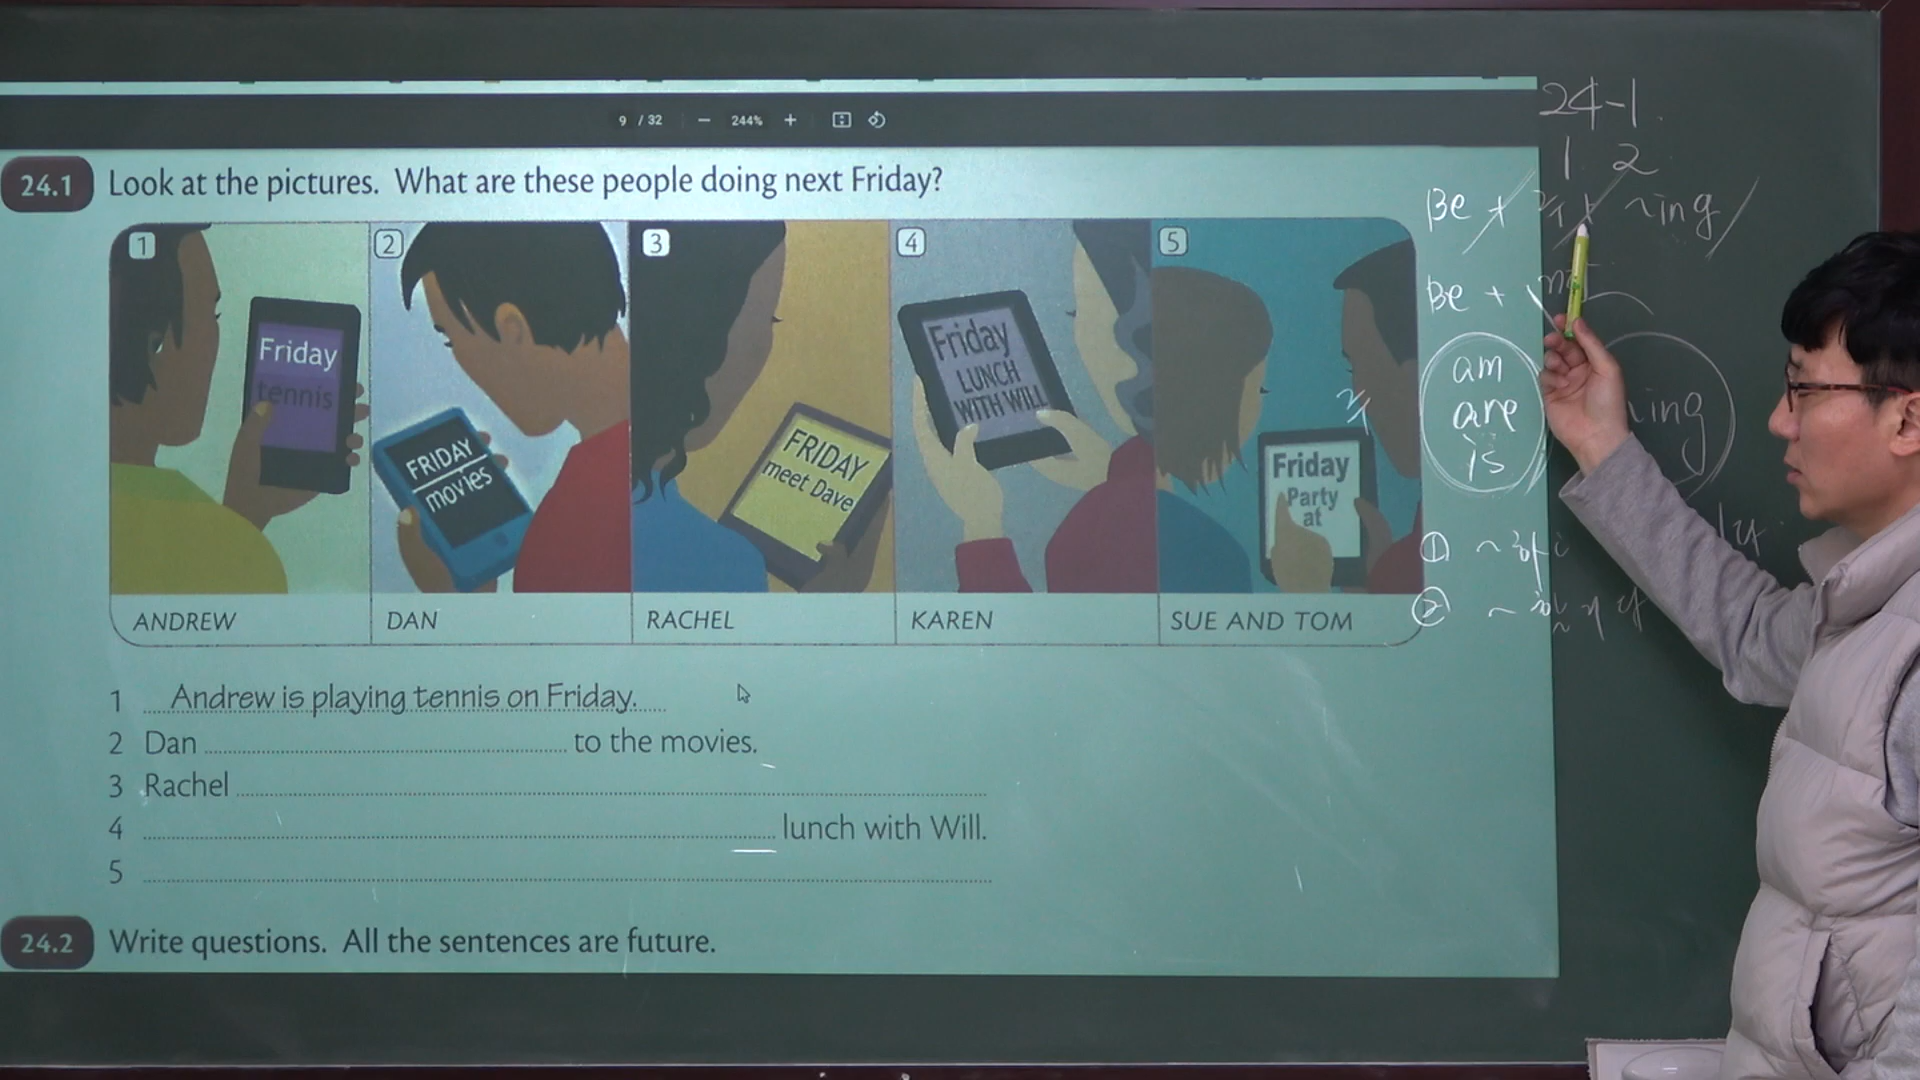 9 / 32 − 244% +
24.1 Look at the pictures. What are these people doing next Friday?
1
Friday
tennis
ANDREW
2
FRIDAY
movies
DAN
3
FRIDAY
meet Dave
RACHEL
4
Friday
LUNCH
WITH WILL
KAREN
5
Friday
Party
at
SUE AND TOM
1 Andrew is playing tennis on Friday.
2 Dan to the movies.
3 Rachel
4 lunch with Will.
5
24.2 Write questions. All the sentences are future.
24-1
1 2
Be + ~ing
Be +
am
are
is
ing
①
②